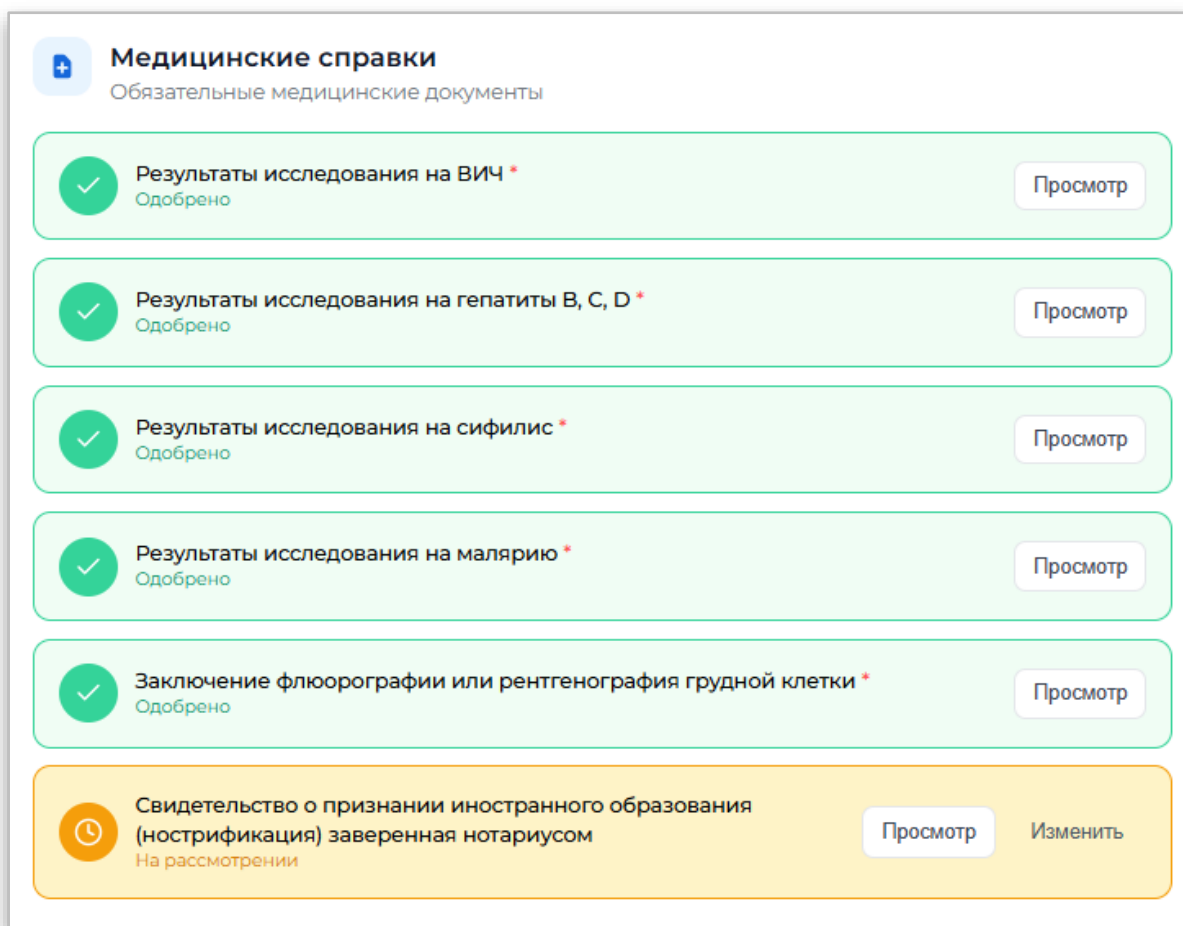 Медицинские справки
Обязательные медицинские документы
Результаты исследования на ВИЧ *
Одобрено
Просмотр
Результаты исследования на гепатиты B, C, D *
Одобрено
Просмотр
Результаты исследования на сифилис *
Одобрено
Просмотр
Результаты исследования на малярию *
Одобрено
Просмотр
Заключение флюорографии или рентгенография грудной клетки *
Одобрено
Просмотр
Свидетельство о признании иностранного образования
(нострификация) заверенная нотариусом
На рассмотрении
Просмотр
Изменить